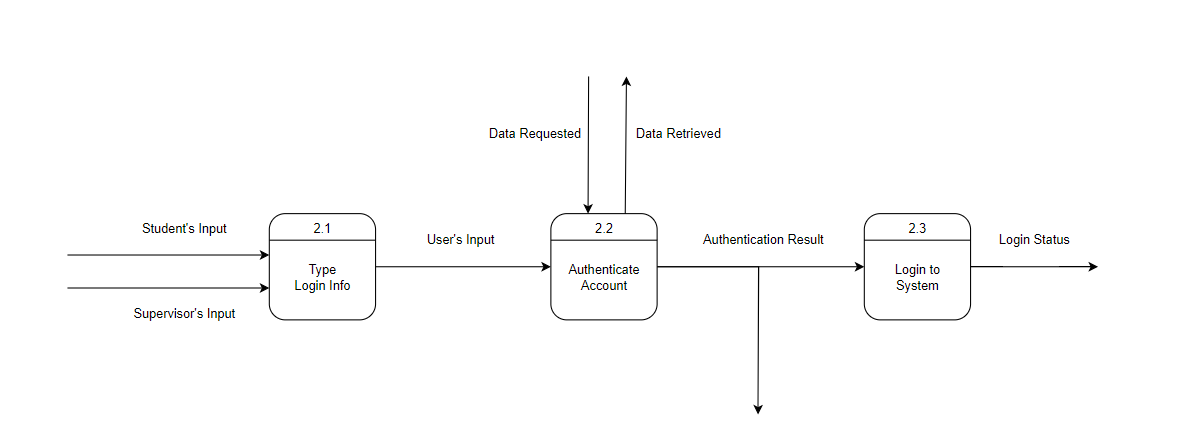 Data Requested
Data Retrieved
Student's Input
2.1
Type
Login Info
Supervisor's Input
User's Input
2.2
Authenticate
Account
Authentication Result
2.3
Login to
System
Login Status